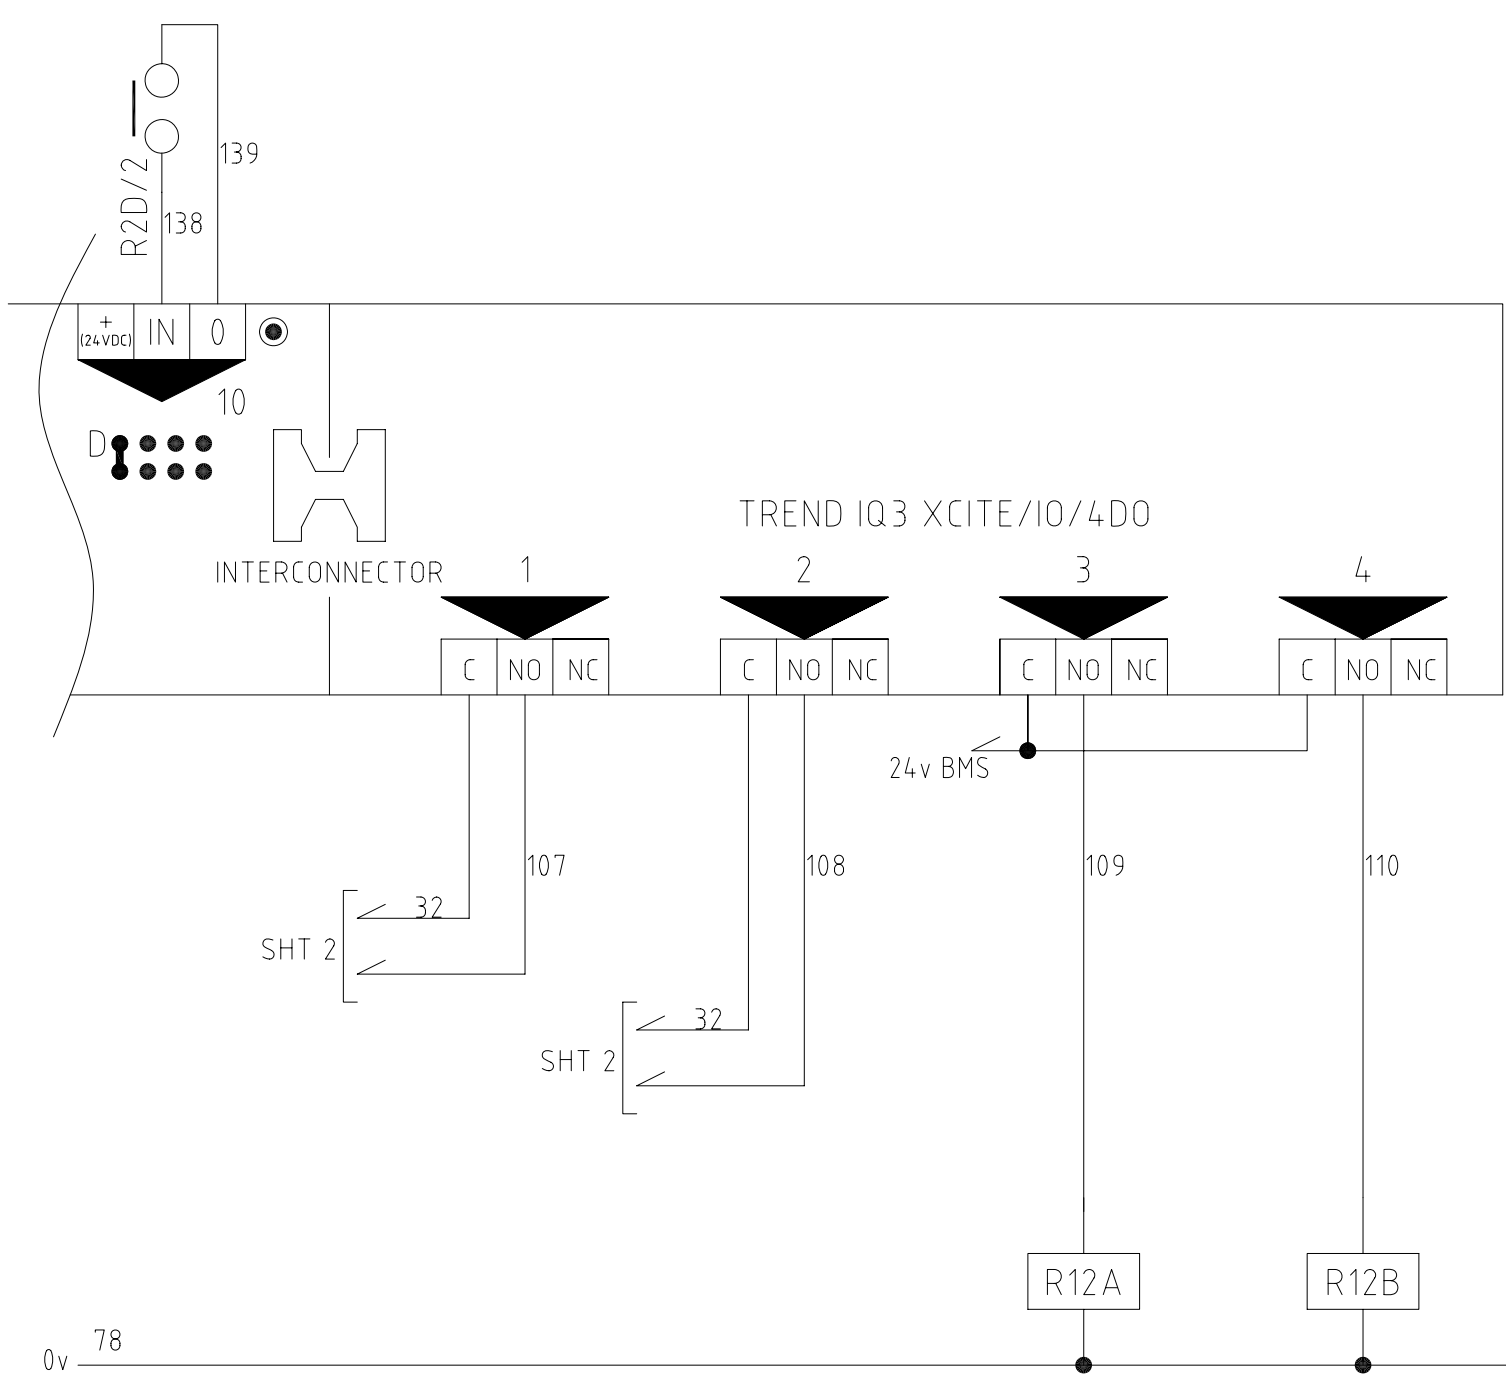 139
R2D/2
138
+
(24VDC)
IN
0
10
D
TREND IQ3 XCITE/IO/4DO
INTERCONNECTOR
1
2
3
4
C NO NC
C NO NC
C NO NC
C NO NC
24v BMS
107
108
109
110
32
SHT 2
32
SHT 2
R12A
R12B
78
0v